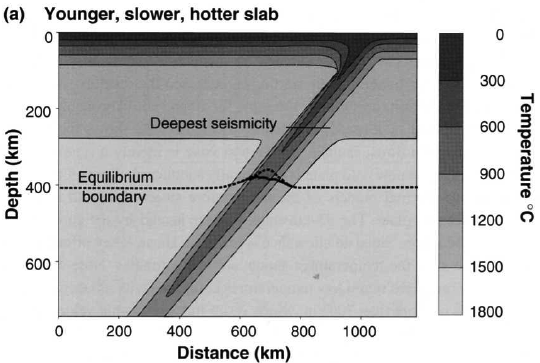 (a) Younger, slower, hotter slab
0
200
400
600
Depth (km)
Deepest seismicity
Equilibrium
boundary
0
200
400
600
800
1000
Distance (km)
0
300
600
900
1200
1500
1800
Temperature °C